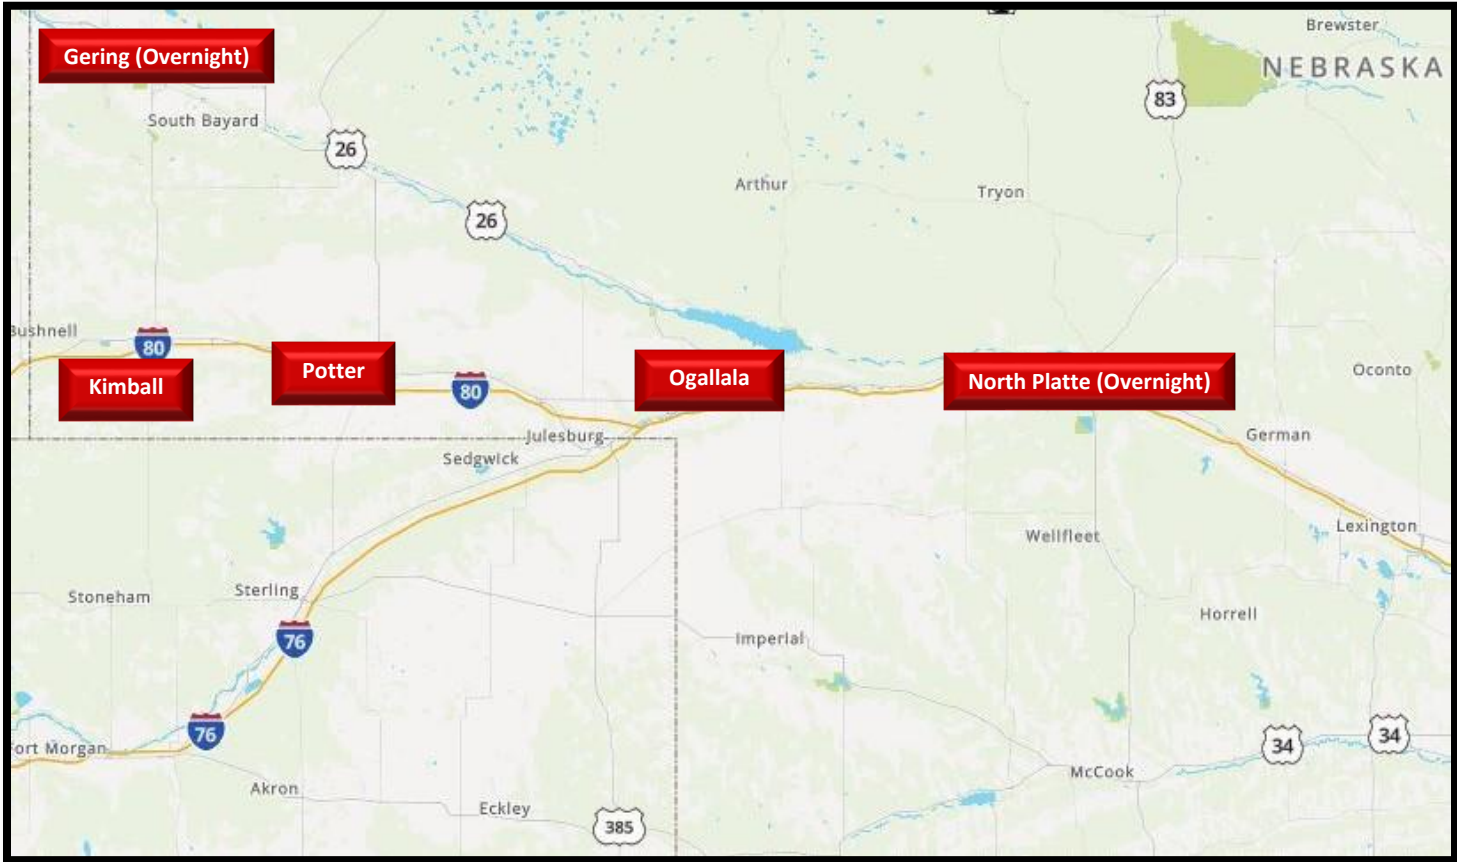 Brewster
Gering (Overnight)
NEBRASKA
83
South Bayard
26
Arthur
Tryon
26
Bushnell
80
Potter
Ogallala
Oconto
Kimball
80
North Platte (Overnight)
Julesburg
German
Sedgwick
Lexington
Wellfleet
Sterling
Stoneham
Horrell
76
Imperial
76
34
34
ort Morgan
McCook
Akron
Eckley
385